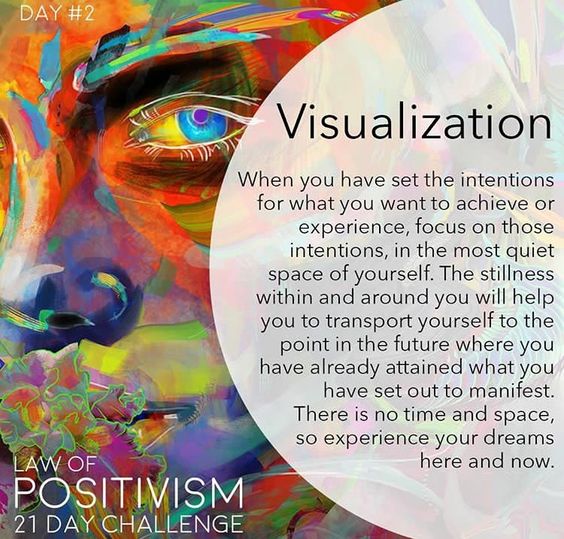 DAY #2
Visualization
When you have set the intentions
for what you want to achieve or
experience, focus on those
intentions, in the most quiet
space of yourself. The stillness
within and around you will help
you to transport yourself to the
point in the future where you
have already attained what you
have set out to manifest.
There is no time and space,
so experience your dreams
here and now.
LAW OF
POSITIVISM
21 DAY CHALLENGE